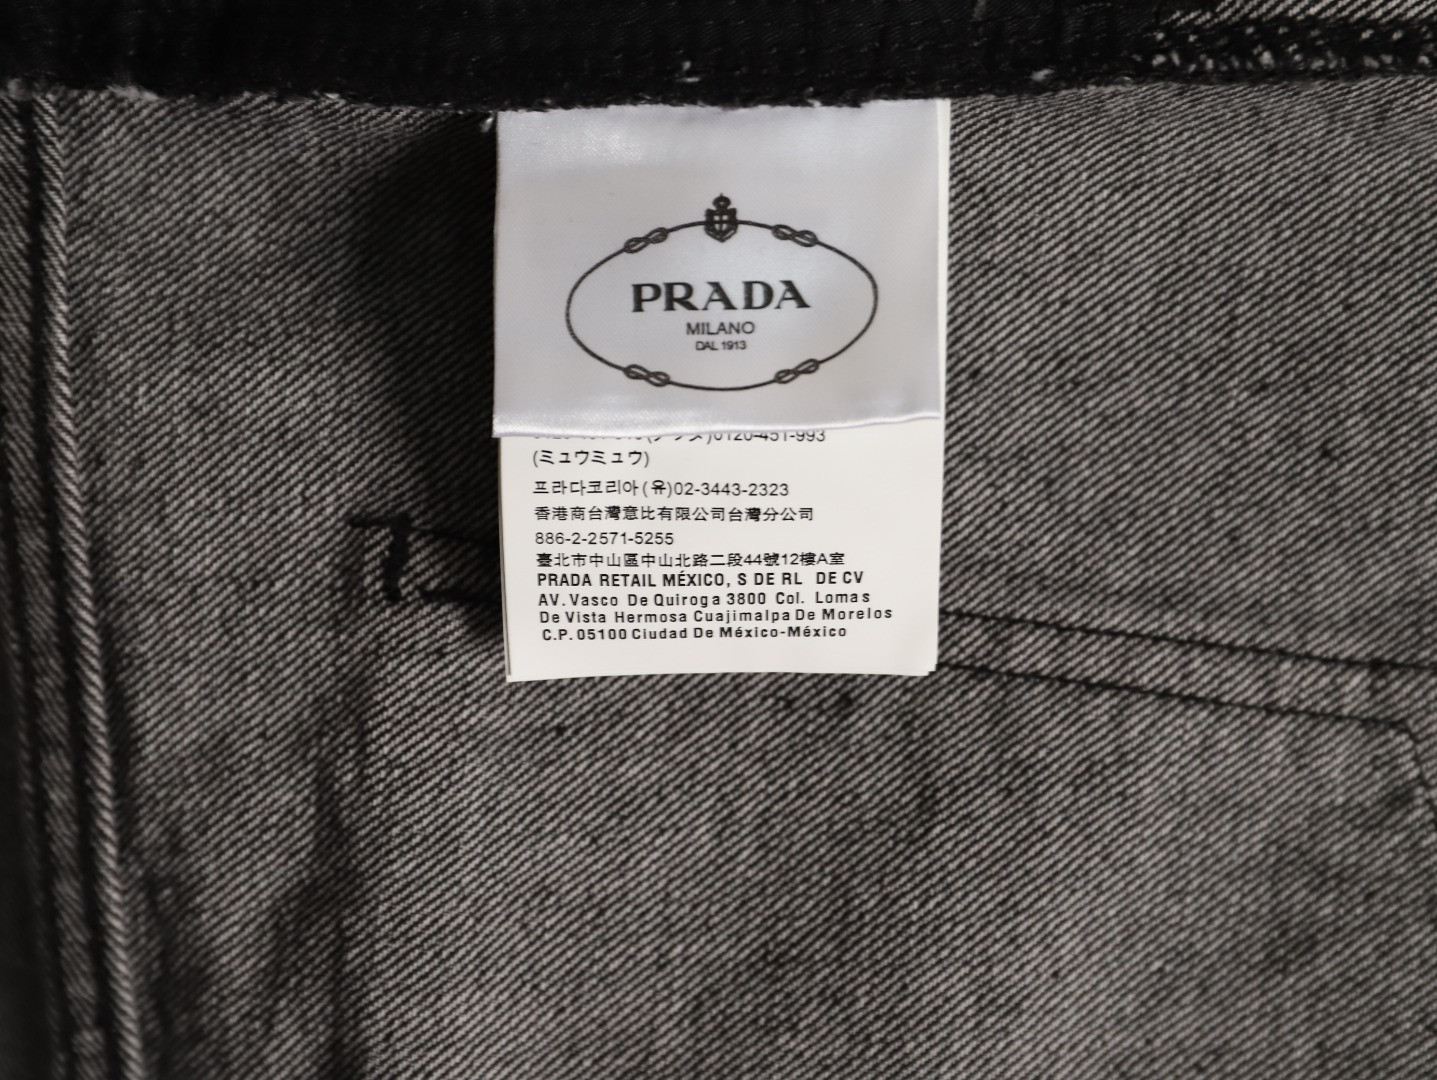 PRADA
MILANO
DAL 1913
0120-451-993
(ミュウミュウ)
프라다코리아(유)02-3443-2323
香港商台灣意比有限公司台灣分公司
886-2-2571-5255
臺北市中山區中山北路二段44號12樓A室
PRADA RETAIL MÉXICO, S DE RL DE CV
AV. Vasco De Quiroga 3800 Col. Lomas
De Vista Hermosa Cuajimalpa De Morelos
C.P. 05100 Ciudad De México-México